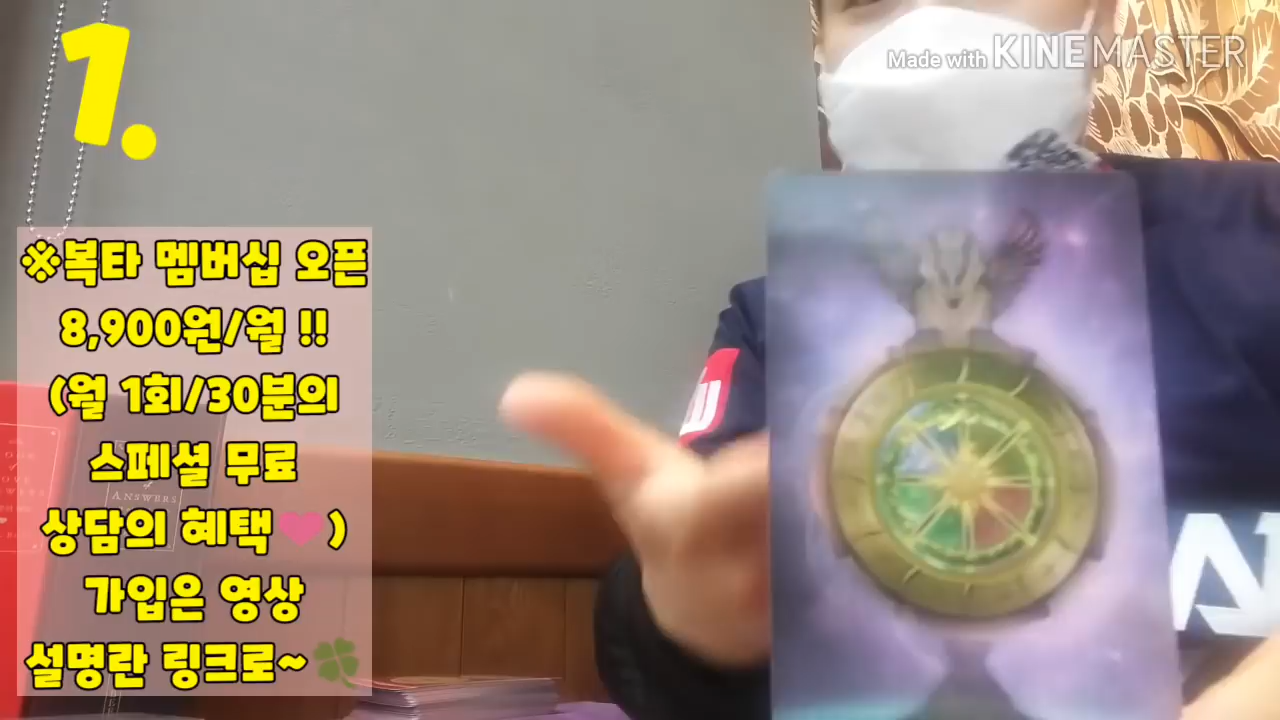 1.
Made with KINEMASTER
※복타 멤버십 오픈
8,900원/월 !!
(월 1회/30분의
스페셜 무료
상담의 혜택🩷)
가입은 영상
설명란 링크로~🍀
ANSWERS